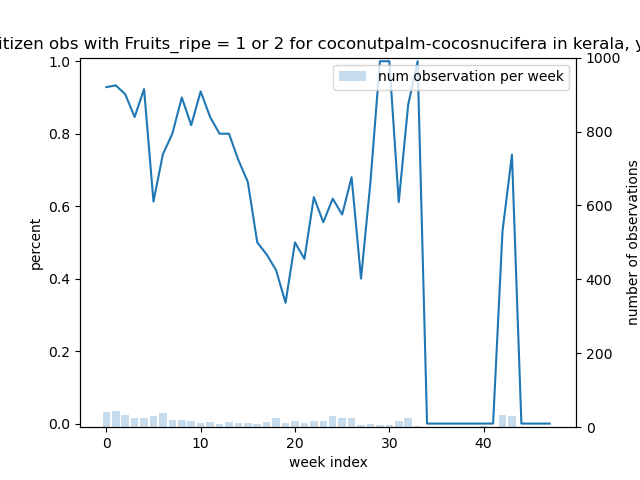 itizen obs with Fruits_ripe = 1 or 2 for coconutpalm-cocosnucifera in kerala, y
num observation per week
1.0
0.8
0.6
0.4
0.2
0.0
percent
1000
800
600
400
200
0
number of observations
0 10 20 30 40
week index